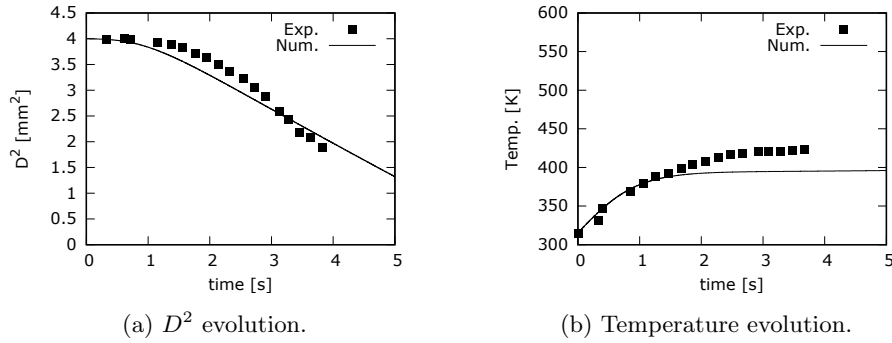 4.5
4
3.5
3
2.5
2
1.5
1
0.5
0
D² [mm²]
Exp.
Num.
0 1 2 3 4 5
time [s]
(a) D² evolution.
600
550
500
450
400
350
300
Temp. [K]
Exp.
Num.
0 1 2 3 4 5
time [s]
(b) Temperature evolution.